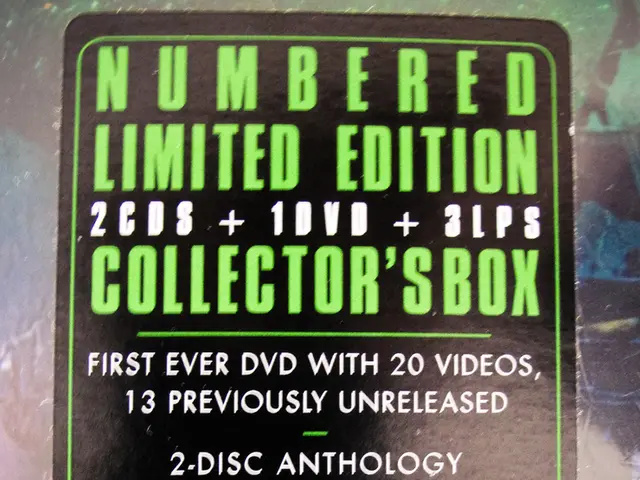 NUMBERED
LIMITED EDITION
2CDS + 1DVD + 3LPS
COLLECTOR'S BOX
FIRST EVER DVD WITH 20 VIDEOS,
13 PREVIOUSLY UNRELEASED
2-DISC ANTHOLOGY